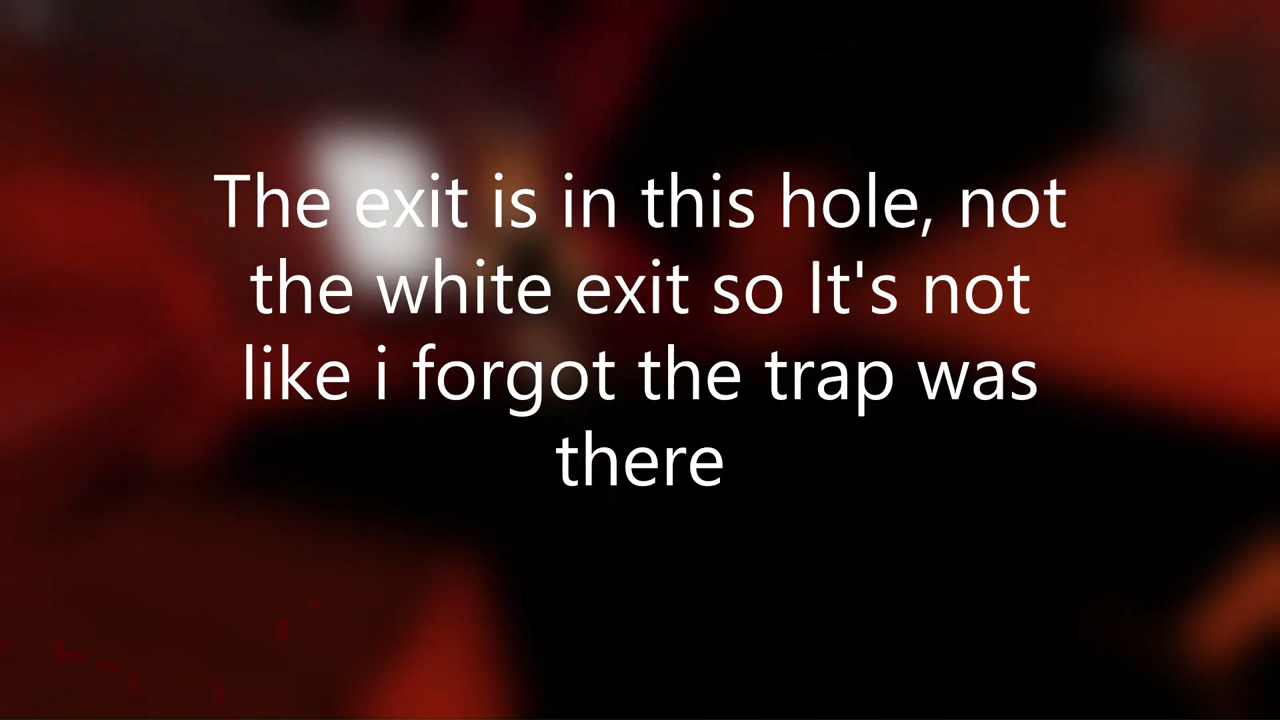 The exit is in this hole, not
the white exit so It's not
like i forgot the trap was
there